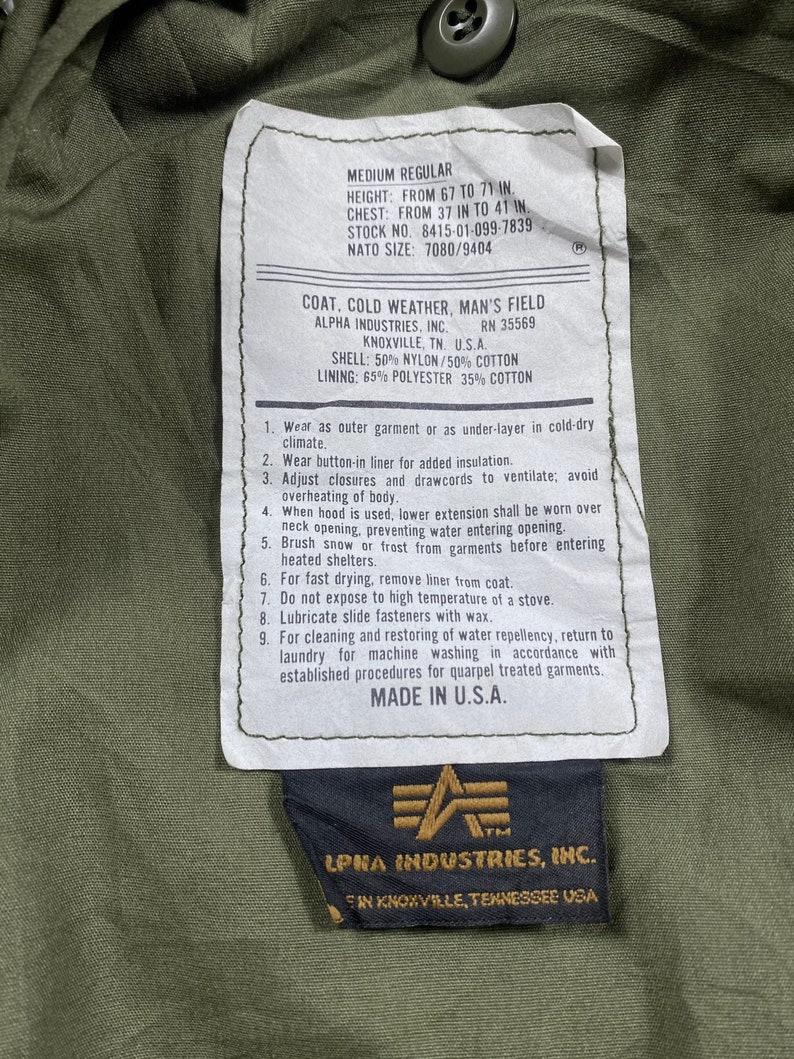 MEDIUM REGULAR
HEIGHT: FROM 67 TO 71 IN.
CHEST: FROM 37 IN TO 41 IN.
STOCK NO. 8415-01-099-7839
NATO SIZE: 7080/9404 ®
COAT, COLD WEATHER, MAN'S FIELD
ALPHA INDUSTRIES, INC. RN 35569
KNOXVILLE, TN. U.S.A.
SHELL: 50% NYLON/50% COTTON
LINING: 65% POLYESTER 35% COTTON
1. Wear as outer garment or as under-layer in cold-dry
climate.
2. Wear button-in liner for added insulation.
3. Adjust closures and drawcords to ventilate; avoid
overheating of body.
4. When hood is used, lower extension shall be worn over
neck opening, preventing water entering opening.
5. Brush snow or frost from garments before entering
heated shelters.
6. For fast drying, remove liner from coat.
7. Do not expose to high temperature of a stove.
8. Lubricate slide fasteners with wax.
9. For cleaning and restoring of water repellency, return to
laundry for machine washing in accordance with
established procedures for quarpel treated garments.
MADE IN U.S.A.
TM
LPHA INDUSTRIES, INC.
E IN KNOXVILLE, TENNESSEE USA